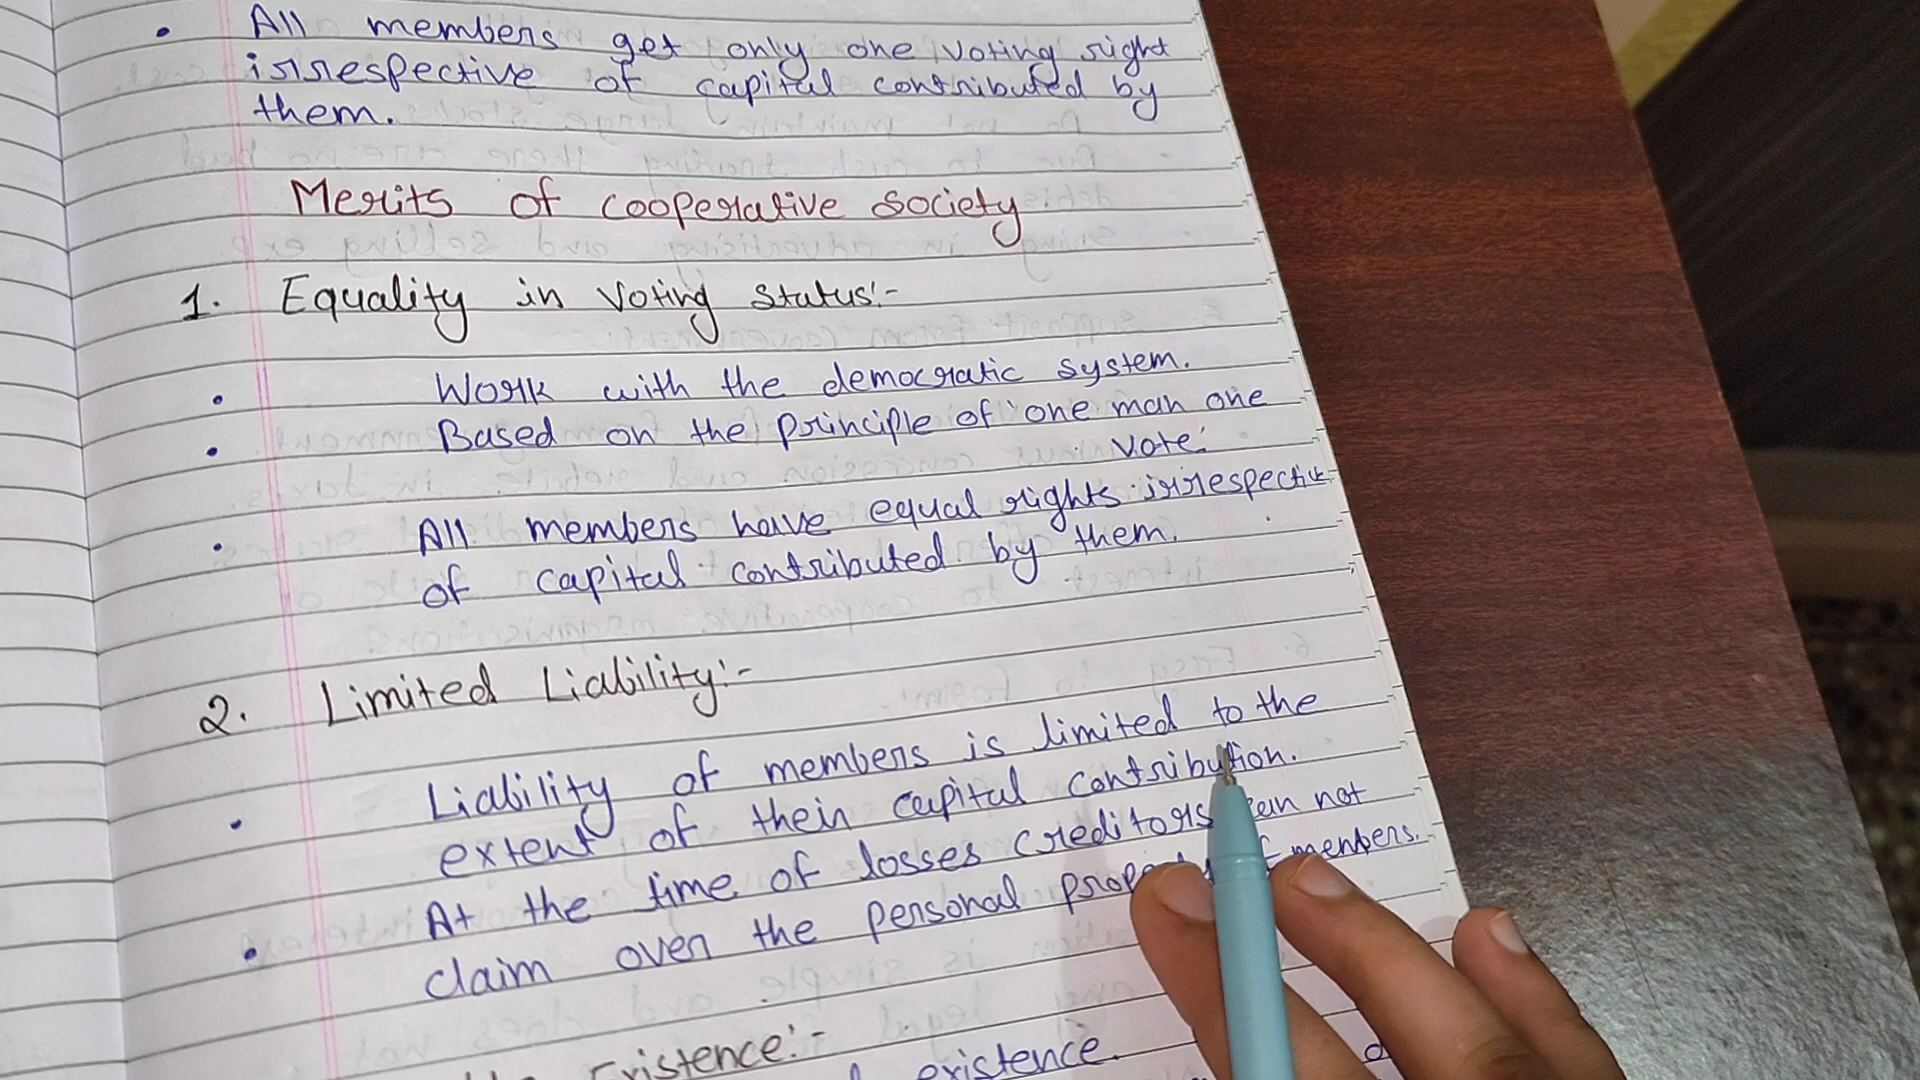 • All members get only one voting right
irrespective of capital contributed by
them.
Merits of cooperative society
1. Equality in Voting Status:-
• Work with the democratic system.
• Based on the principle of 'one man one
vote.'
• All members have equal rights irrespective
of capital contributed by them.
2. Limited Liability:-
• Liability of members is limited to the
extent of their capital contribution.
• At the time of losses creditors can not
claim over the personal members.
Existence:-
existence.